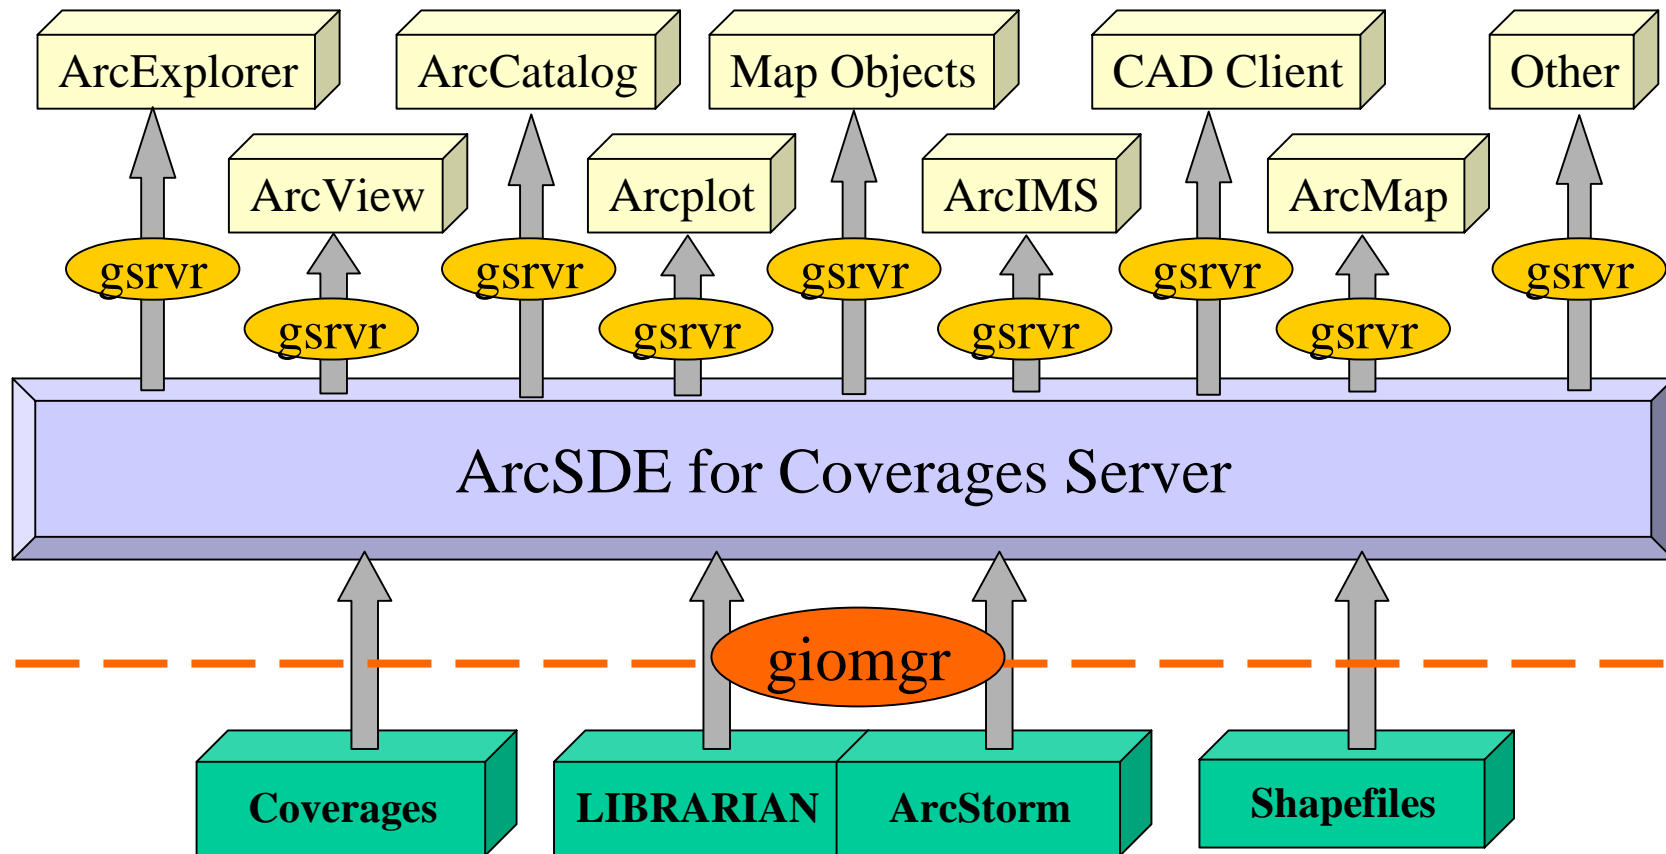 ArcExplorer
ArcCatalog
Map Objects
CAD Client
Other
ArcView
Arcplot
ArcIMS
ArcMap
gsrvr
gsrvr
gsrvr
gsrvr
gsrvr
gsrvr
gsrvr
gsrvr
gsrvr
ArcSDE for Coverages Server
giomgr
Coverages
LIBRARIAN
ArcStorm
Shapefiles